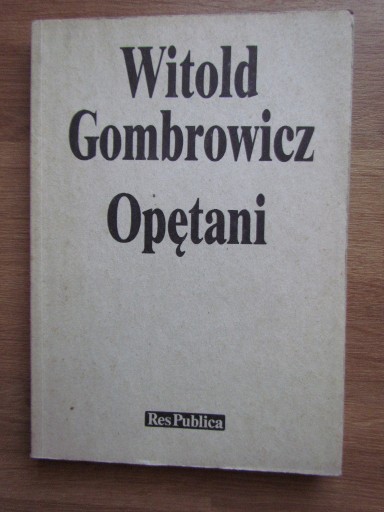 Witold
Gombrowicz
Opętani
Res Publica